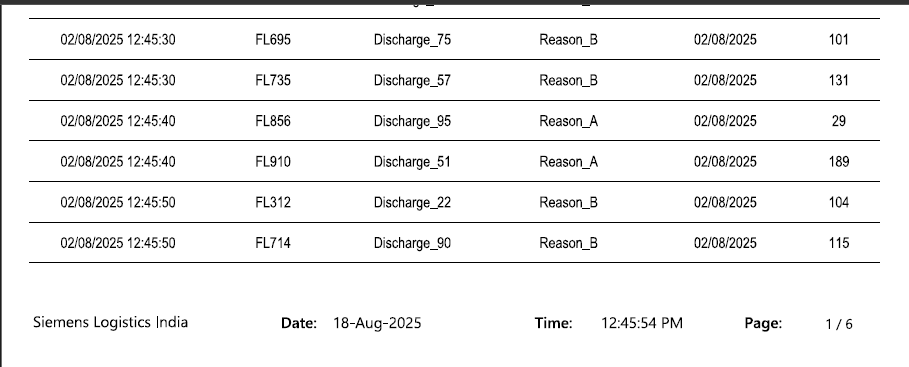 02/08/2025 12:45:30 FL695 Discharge_75 Reason_B 02/08/2025 101
02/08/2025 12:45:30 FL735 Discharge_57 Reason_B 02/08/2025 131
02/08/2025 12:45:40 FL856 Discharge_95 Reason_A 02/08/2025 29
02/08/2025 12:45:40 FL910 Discharge_51 Reason_A 02/08/2025 189
02/08/2025 12:45:50 FL312 Discharge_22 Reason_B 02/08/2025 104
02/08/2025 12:45:50 FL714 Discharge_90 Reason_B 02/08/2025 115
Siemens Logistics India Date: 18-Aug-2025 Time: 12:45:54 PM Page: 1 / 6